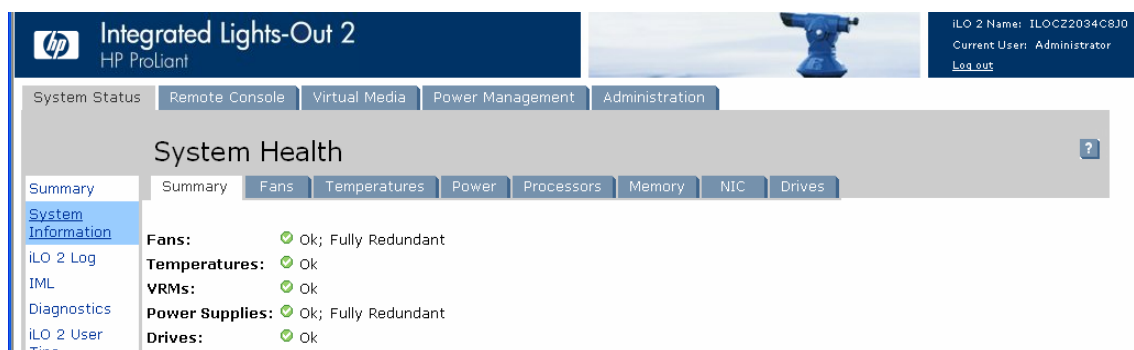 hp
Integrated Lights-Out 2
HP ProLiant
iLO 2 Name: ILOCZ2034C8J0
Current User: Administrator
Log out
System Status Remote Console Virtual Media Power Management Administration
System Health
?
Summary Fans Temperatures Power Processors Memory NIC Drives
Summary
System
Information
iLO 2 Log
IML
Diagnostics
iLO 2 User
Fans: Ok; Fully Redundant
Temperatures: Ok
VRMs: Ok
Power Supplies: Ok; Fully Redundant
Drives: Ok